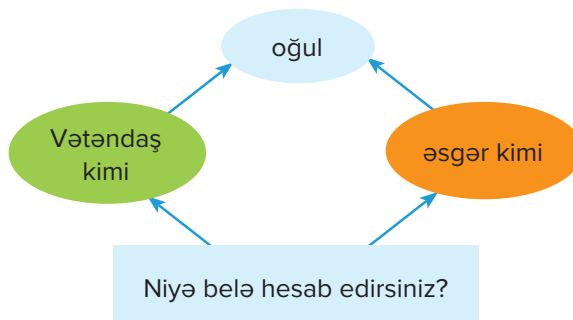 oğul
Vətəndaş
kimi
əsgər kimi
Niyə belə hesab edirsiniz?